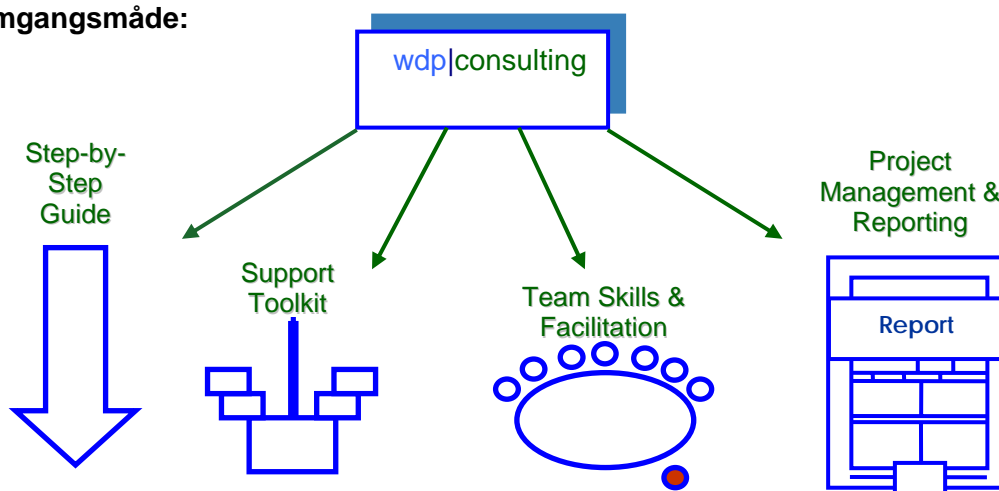 mgangsmåde:
wdp|consulting
Step-by-
Step
Guide
Support
Toolkit
Team Skills &
Facilitation
Project
Management &
Reporting
Report